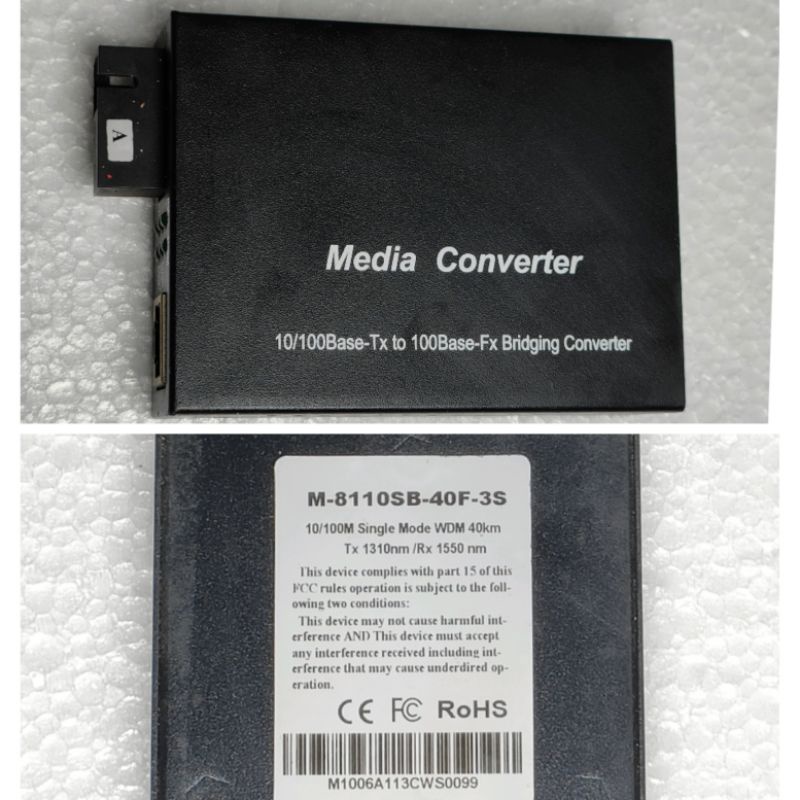 A
Media Converter
10/100Base-Tx to 100Base-Fx Bridging Converter
M-8110SB-40F-3S
10/100M Single Mode WDM 40km
Tx 1310nm /Rx 1550 nm
This device complies with part 15 of this
FCC rules operation is subject to the foll-
owing two conditions:
This device may not cause harmful int-
erference AND This device must accept
any interference received including int-
erference that may cause underdired op-
eration.
CE FC RoHS
M1006A113CWS0099